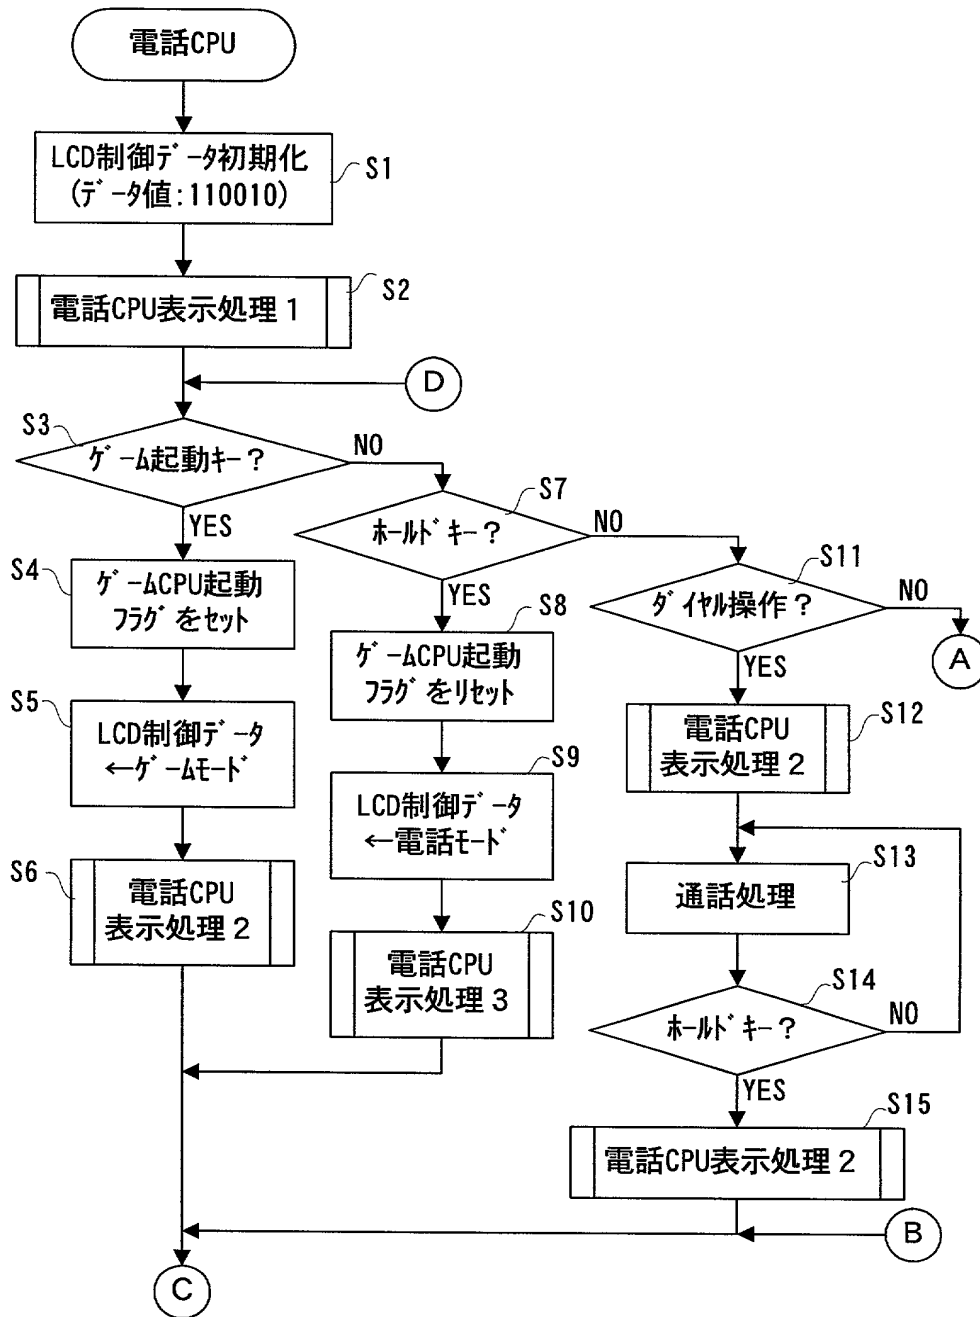 電話CPU
LCD制御ﾃﾞｰﾀ初期化
(ﾃﾞｰﾀ値:110010)
S1
電話CPU表示処理1
S2
D
S3
ｹﾞｰﾑ起動ｷｰ?
NO
YES
S7
ﾎｰﾙﾄﾞｷｰ?
NO
YES
S11
ﾀﾞｲﾔﾙ操作?
NO
YES
A
S4
ｹﾞｰﾑCPU起動
ﾌﾗｸﾞをｾｯﾄ
S8
ｹﾞｰﾑCPU起動
ﾌﾗｸﾞをﾘｾｯﾄ
S12
電話CPU
表示処理2
S5
LCD制御ﾃﾞｰﾀ
←ｹﾞｰﾑﾓｰﾄﾞ
S9
LCD制御ﾃﾞｰﾀ
←電話ﾓｰﾄﾞ
S13
通話処理
S6
電話CPU
表示処理2
S10
電話CPU
表示処理3
S14
ﾎｰﾙﾄﾞｷｰ?
NO
YES
S15
電話CPU表示処理2
B
C